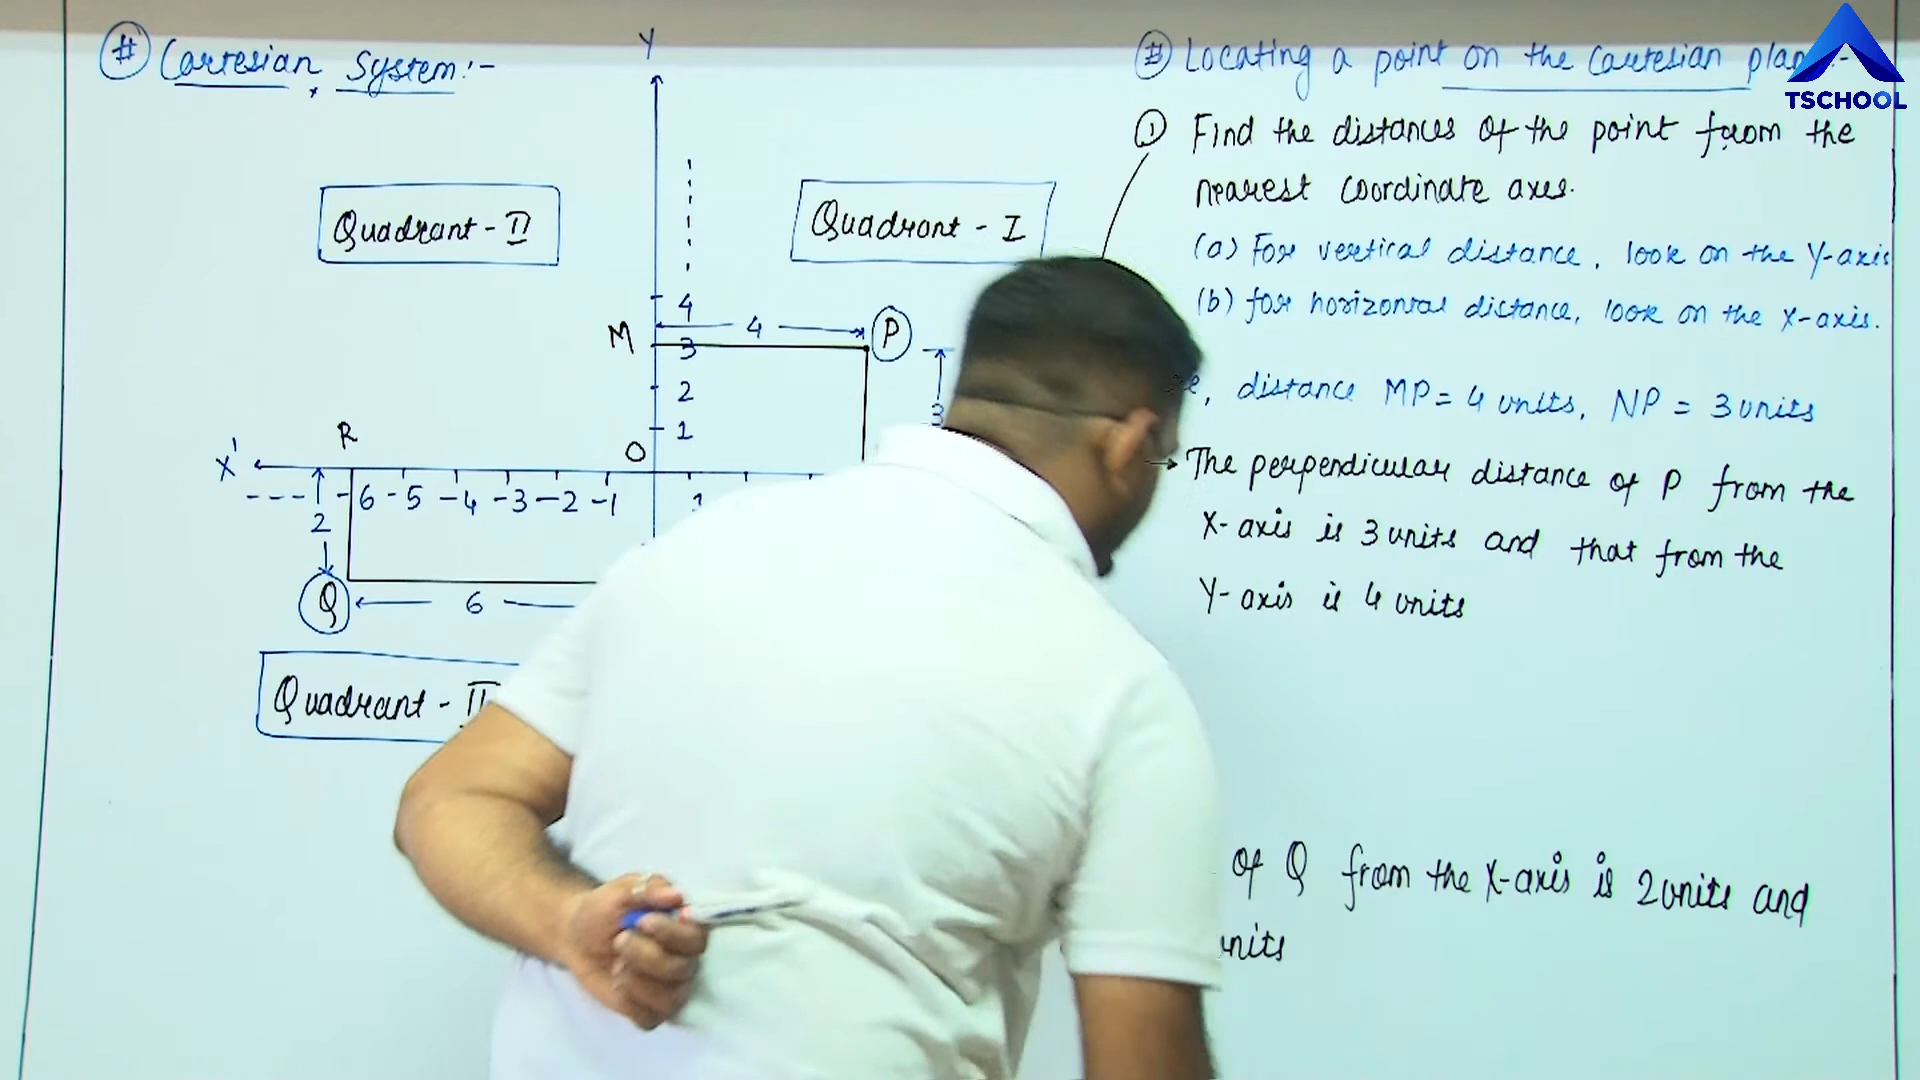 # Cartesian System:-
Y
Quadrant - II
Quadrant - I
4
M
4
P
3
2
3
1
R
O
X'
---- -6 -5 -4 -3 -2 -1
1
2
Q
6
Quadrant -
# Locating a point on the Cartesian
TSCHOOL
① Find the distances of the point from the
nearest coordinate axes.
(a) For vertical distance, look on the Y-axis
(b) for horizontal distance, look on the X-axis.
, distance MP = 4 units, NP = 3 units
→ The perpendicular distance of P from the
X-axis is 3 units and that from the
Y-axis is 4 units
of Q from the X-axis is 2 units and